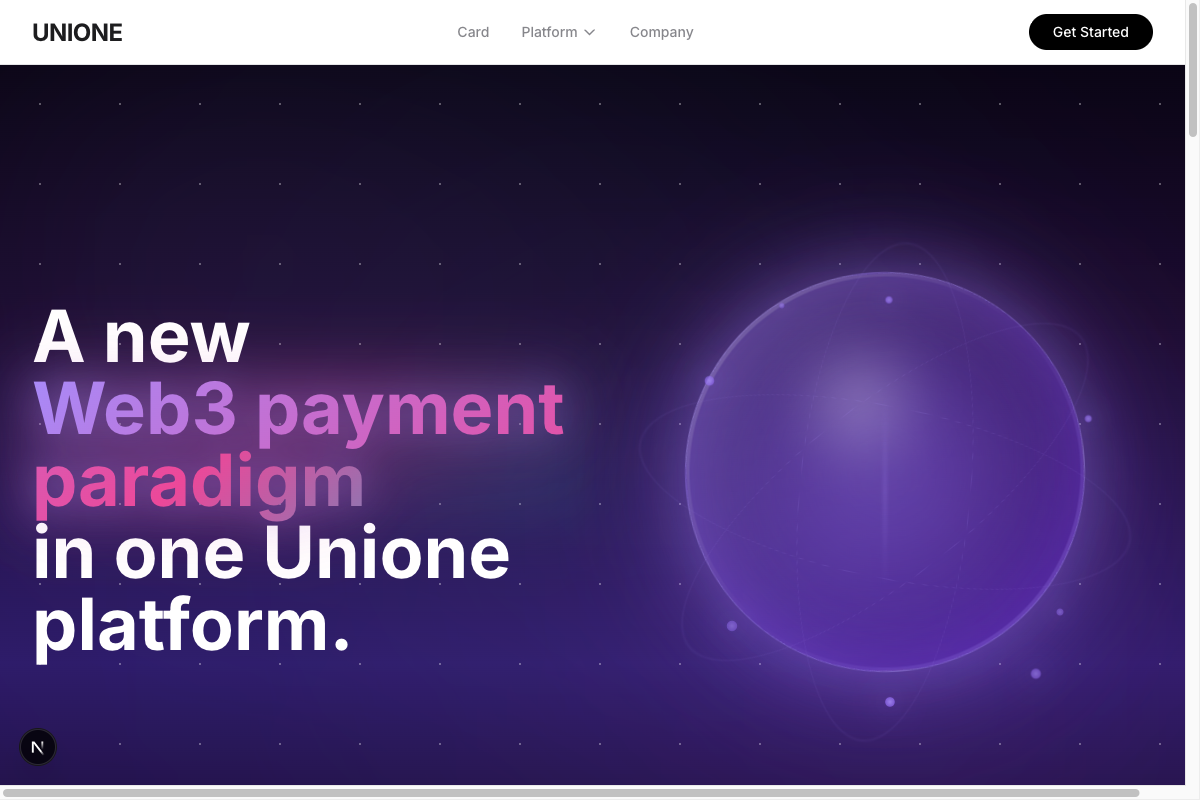 UNIONE
Card
Platform
Company
Get Started
A new
Web3 payment
paradigm
in one Unione
platform.
N